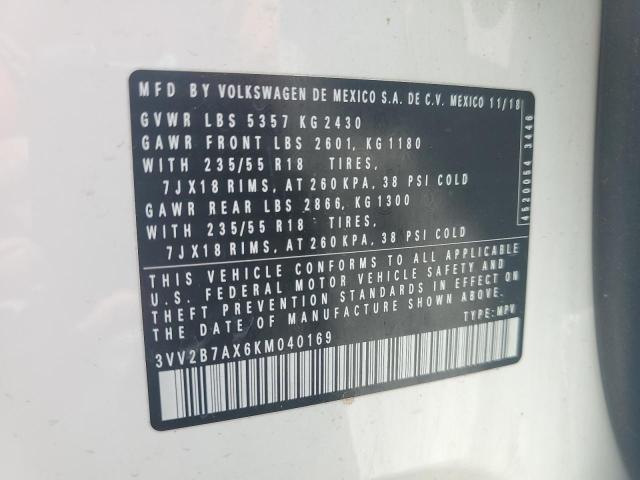 MFD BY VOLKSWAGEN DE MEXICO S.A. DE C.V. MEXICO 11/18
GVWR LBS 5357 KG 2430
GAWR FRONT LBS 2601, KG 1180
WITH 235/55 R18 TIRES,
7JX18 RIMS, AT 260 KPA, 38 PSI COLD
GAWR REAR LBS 2866, KG 1300
WITH 235/55 R18 TIRES,
7JX18 RIMS, AT 260 KPA, 38 PSI COLD
THIS VEHICLE CONFORMS TO ALL APPLICABLE
U.S. FEDERAL MOTOR VEHICLE SAFETY AND
THEFT PREVENTION STANDARDS IN EFFECT ON
THE DATE OF MANUFACTURE SHOWN ABOVE.
3VV2B7AX6KM040169 TYPE: MPV
4520054 3446